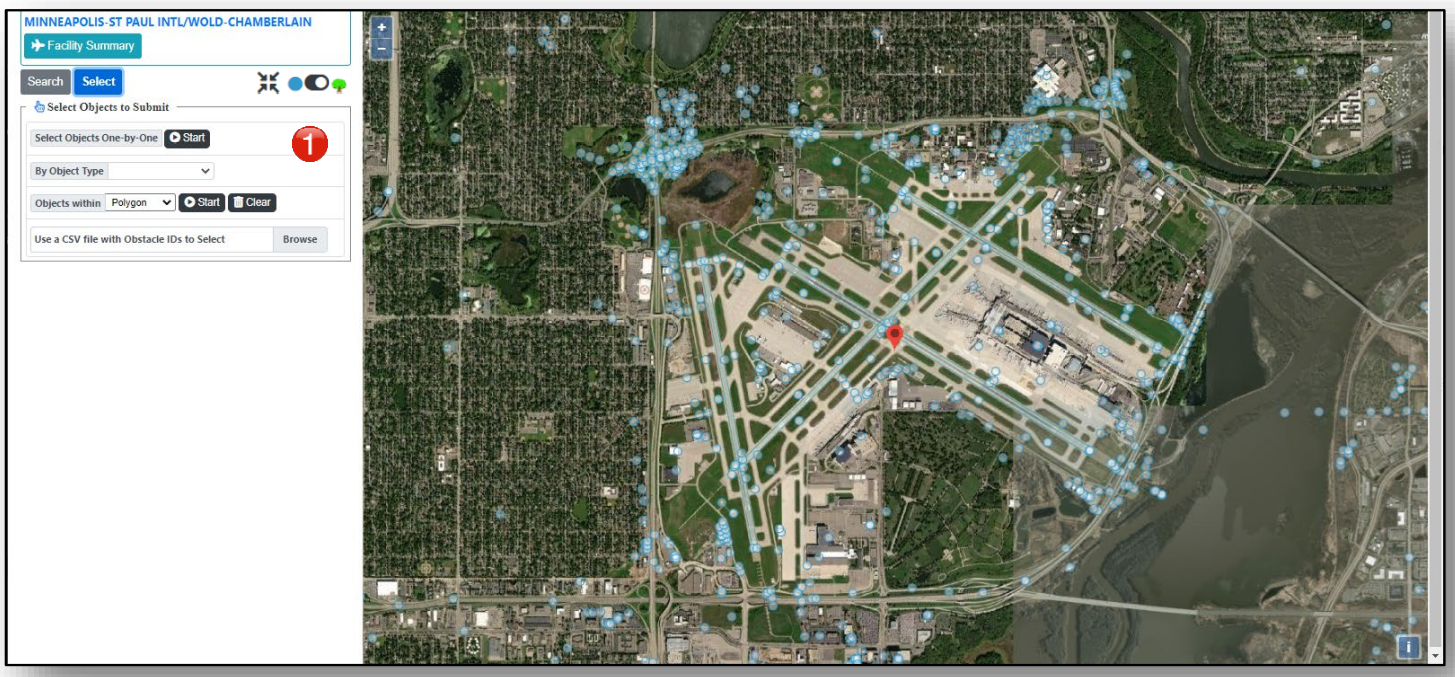 MINNEAPOLIS-ST PAUL INTL/WOLD-CHAMBERLAIN
Facility Summary
Search Select
Select Objects to Submit
Select Objects One-by-One Start
1
By Object Type
Objects within Polygon Start Clear
Use a CSV file with Obstacle IDs to Select Browse
+
−
i